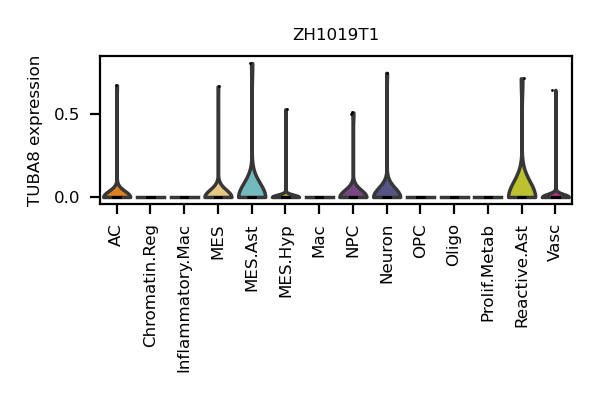 ZH1019T1
TUBA8 expression
0.5
0.0
AC
Chromatin.Reg
Inflammatory.Mac
MES
MES.Ast
MES.Hyp
Mac
NPC
Neuron
OPC
Oligo
Prolif.Metab
Reactive.Ast
Vasc